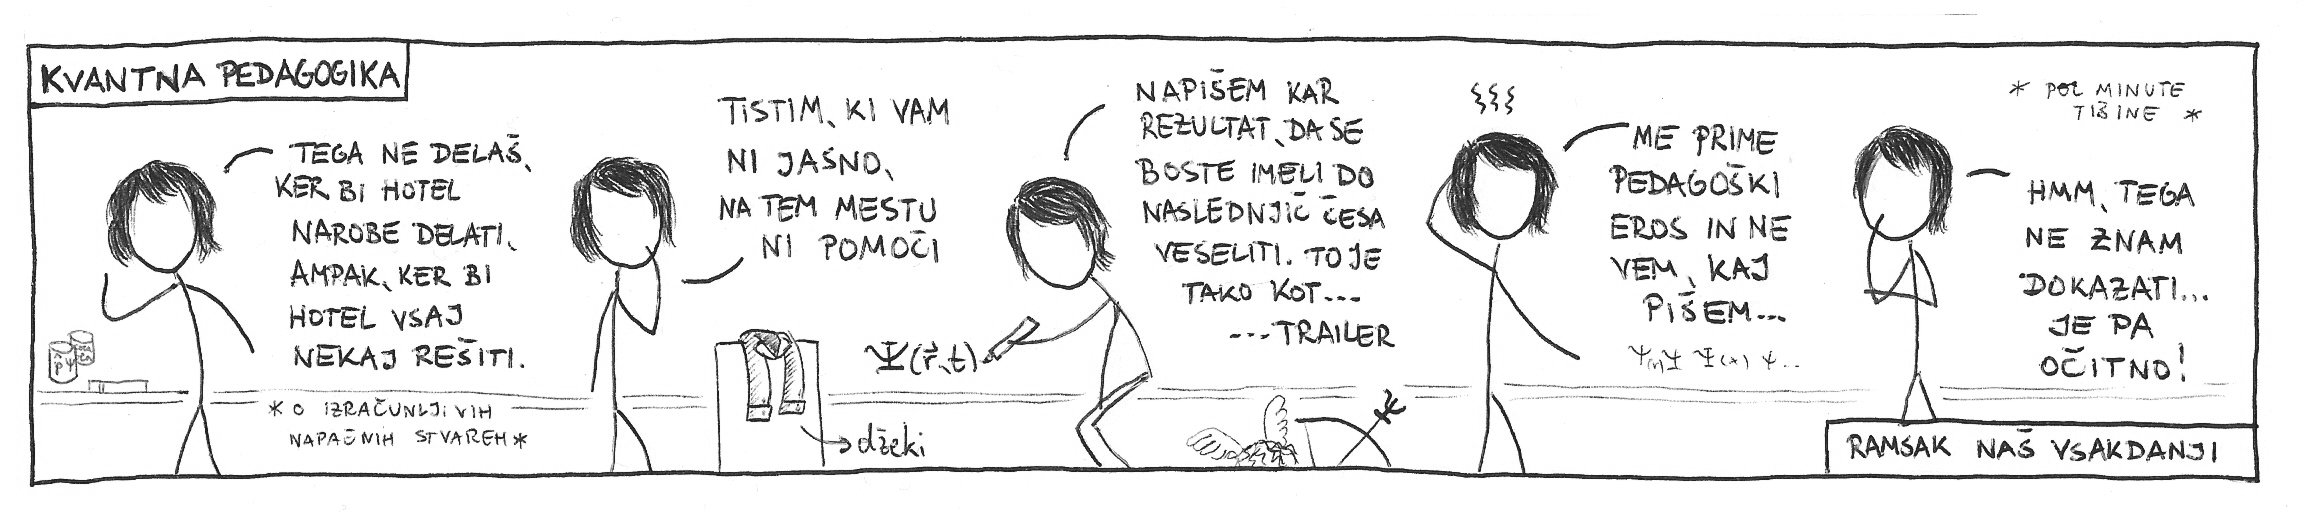 KVANTNA PEDAGOGIKA
TEGA NE DELAŠ,
KER BI HOTEL
NAROBE DELATI,
AMPAK, KER BI
HOTEL VSAJ
NEKAJ REŠITI.
* O IZRAČUNLJIVIH
NAPAČNIH STVAREH *
TISTIM, KI VAM
NI JASNO,
NA TEM MESTU
NI POMOČI
džeki
Ψ(r⃗,t)
NAPIŠEM KAR
REZULTAT, DA SE
BOSTE IMELI DO
NASLEDNJIČ ČESA
VESELITI. TO JE
TAKO KOT...
...TRAILER
ME PRIME
PEDAGOŠKI
EROS IN NE
VEM, KAJ
PIŠEM...
* POL MINUTE
TIŠINE *
HMM, TEGA
NE ZNAM
DOKAZATI...
JE PA
OČITNO!
RAMSAK NAŠ VSAKDANJI